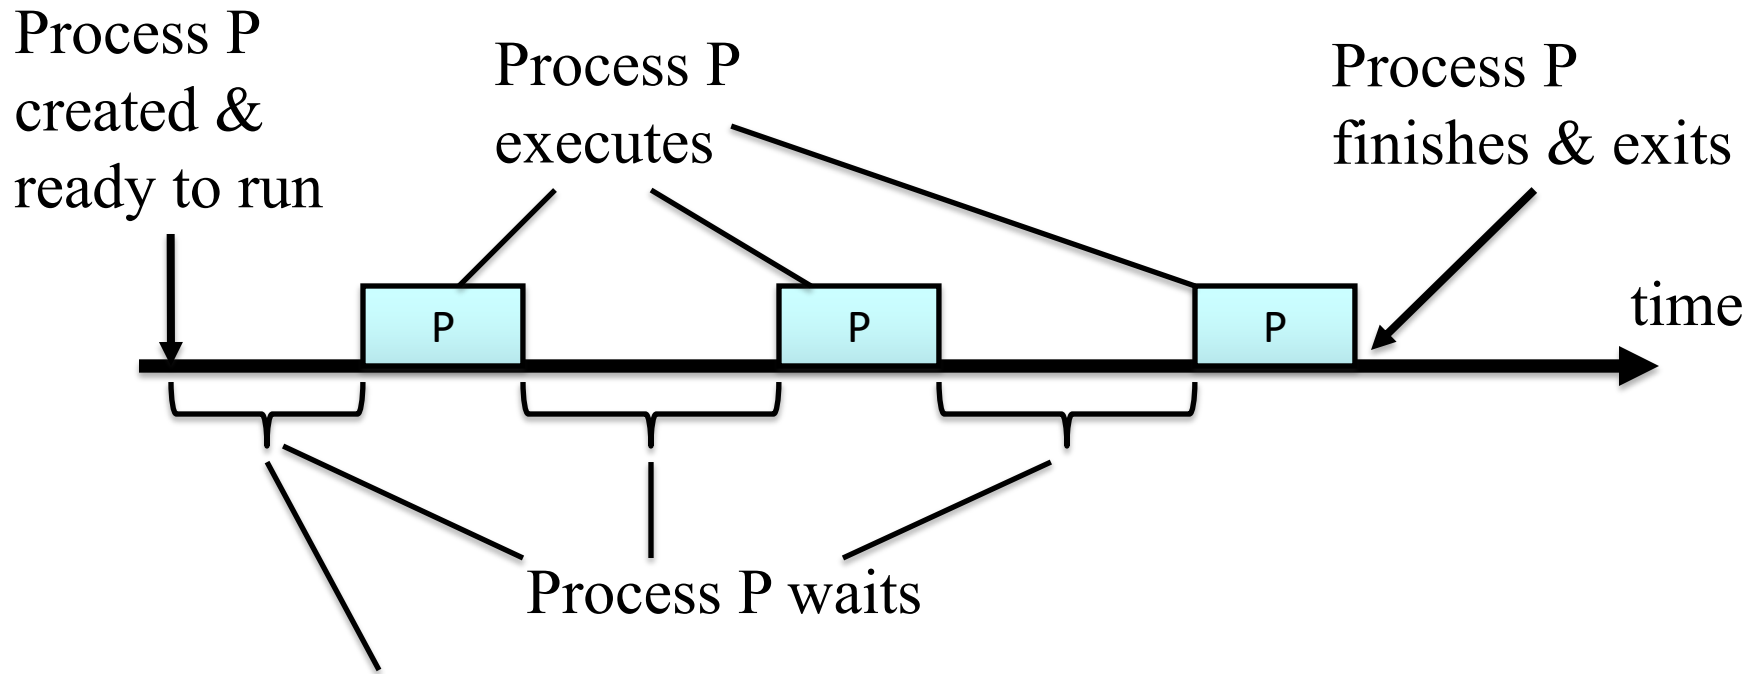 Process P
created &
ready to run
Process P
executes
Process P
finishes & exits
time
P
P
P
Process P waits